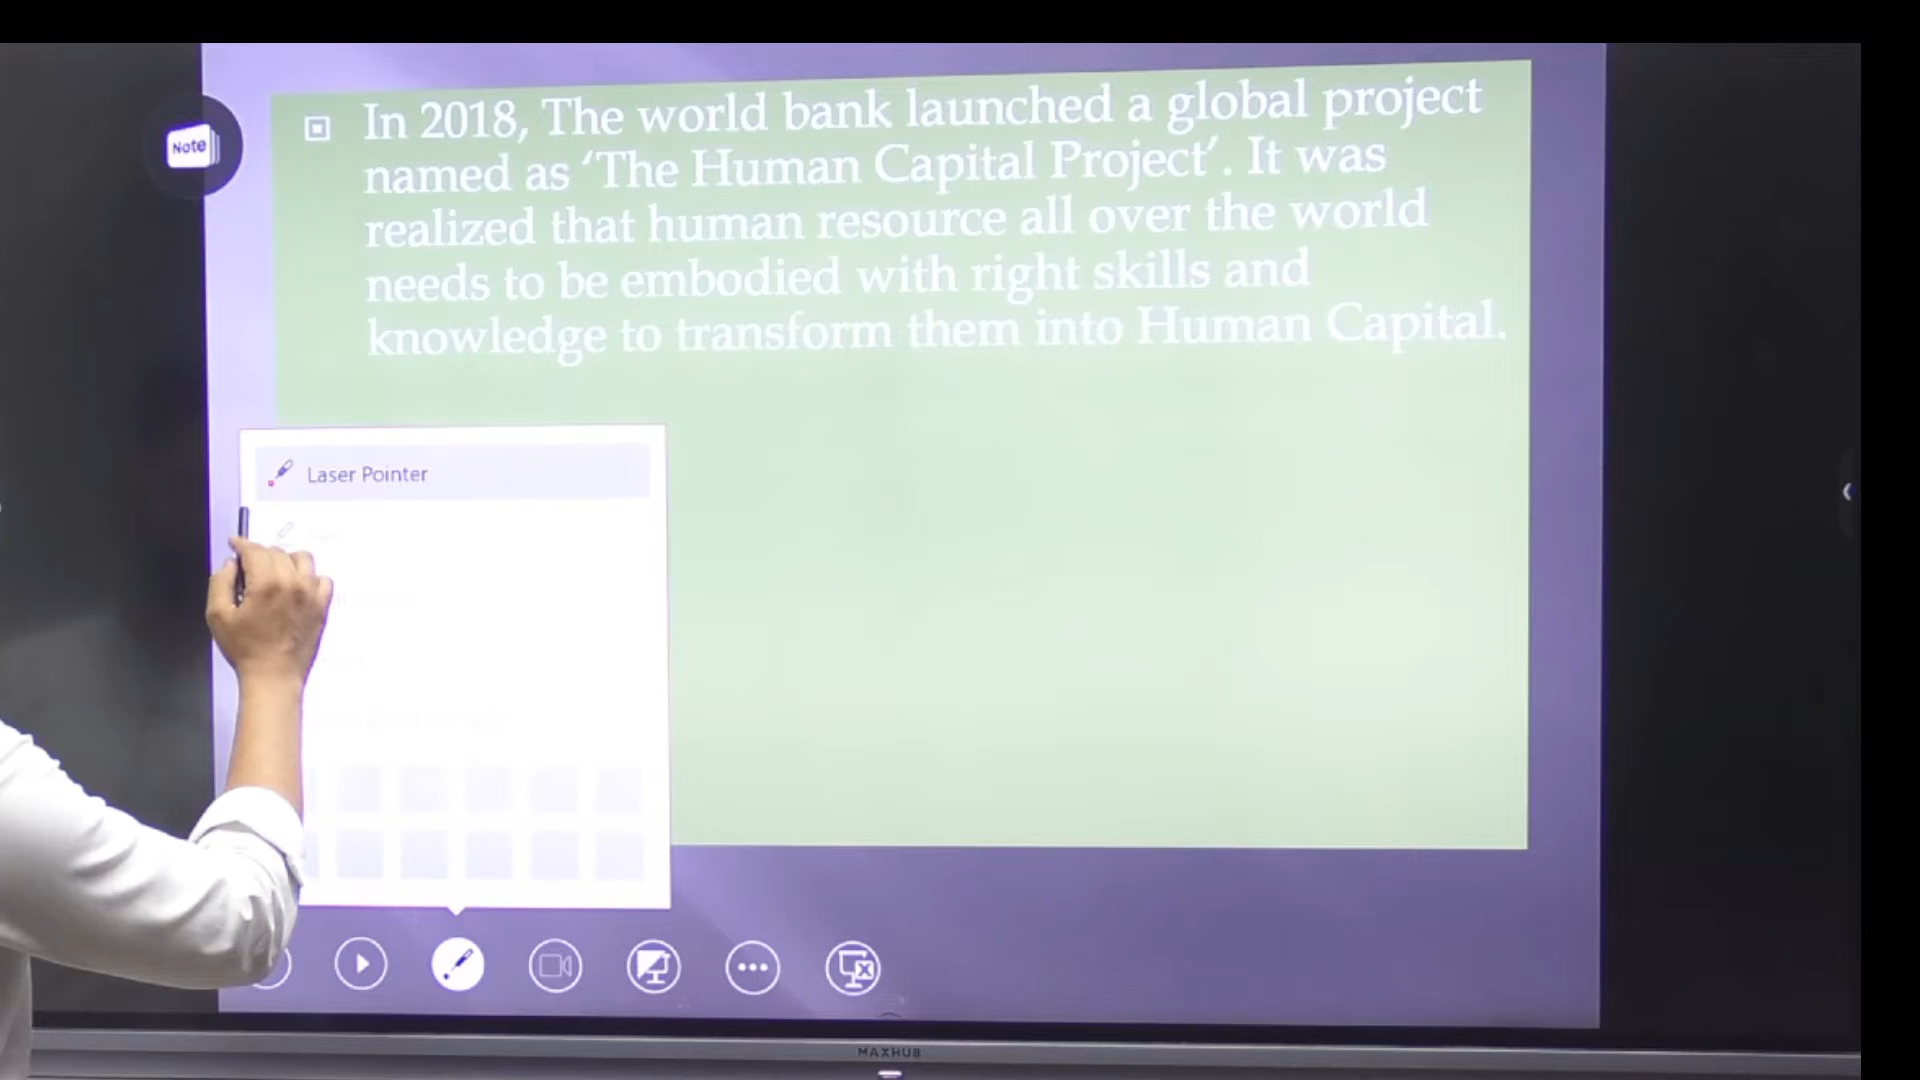 In 2018, The world bank launched a global project
named as ‘The Human Capital Project’. It was
realized that human resource all over the world
needs to be embodied with right skills and
knowledge to transform them into Human Capital.
Note
Laser Pointer
MAXHUB